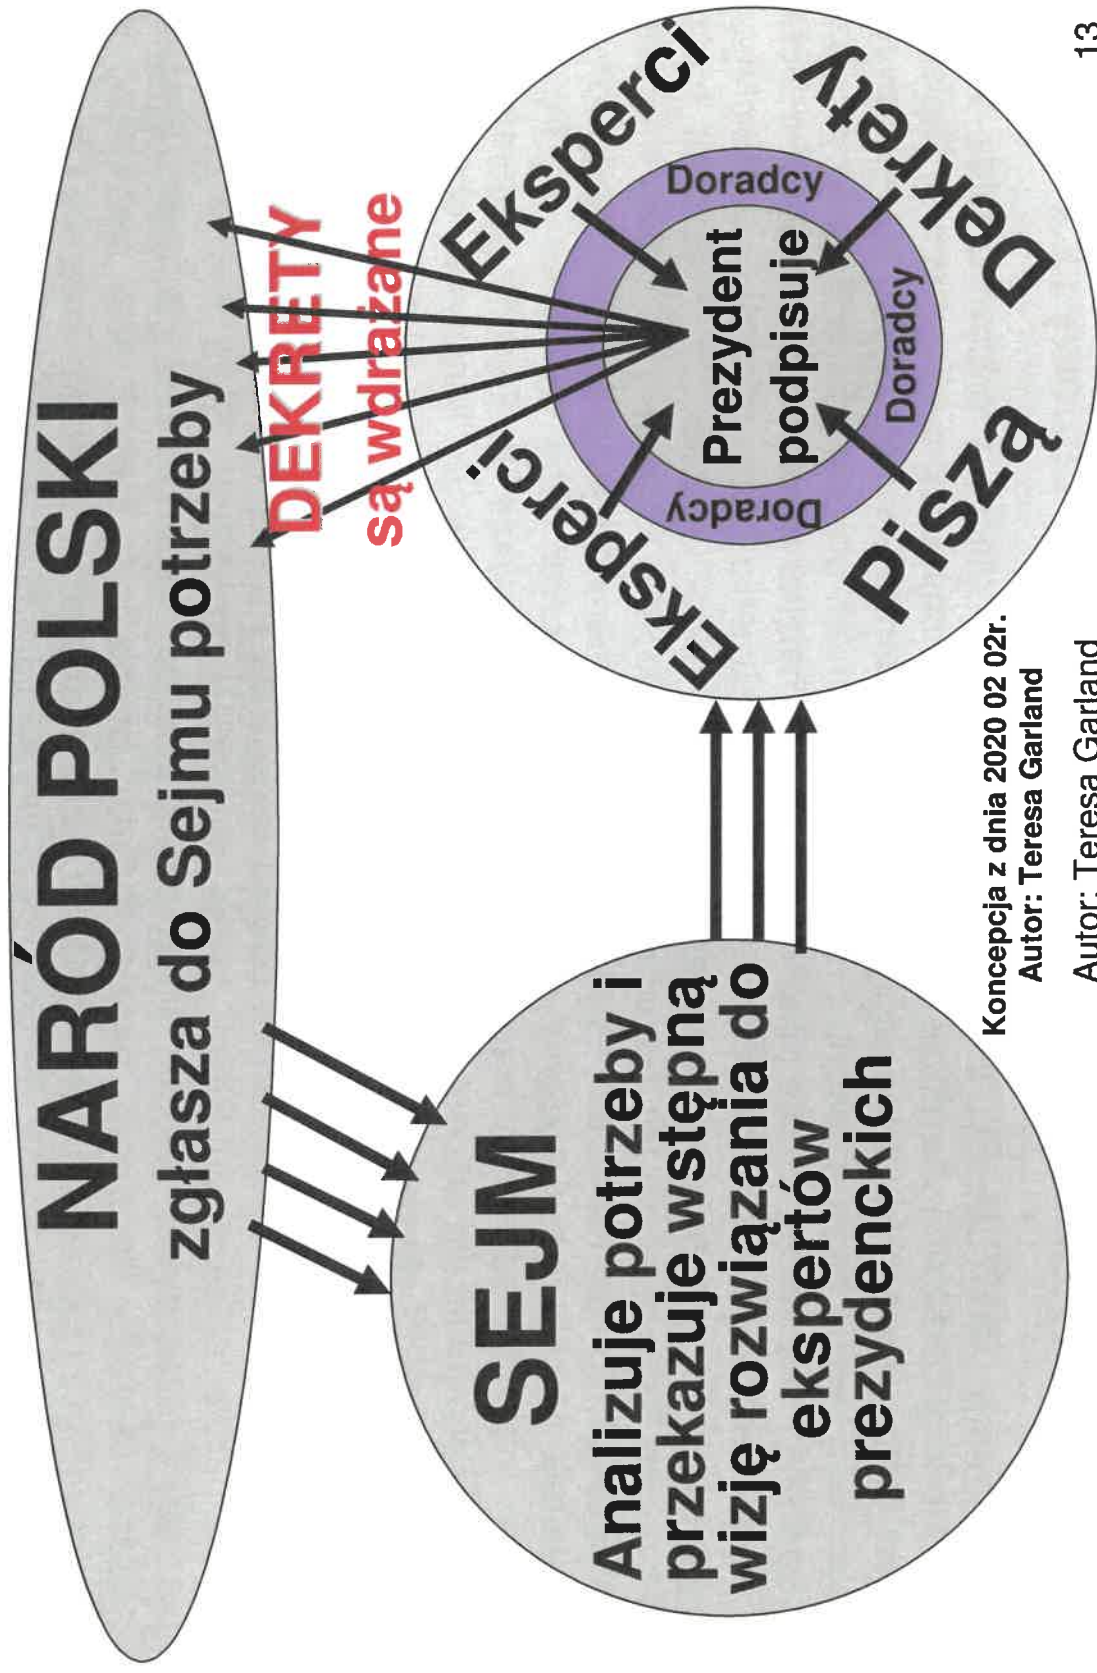 NARÓD POLSKI
zgłasza do Sejmu potrzeby
DEKRETY
są wdrażane
SEJM
Analizuje potrzeby i
przekazuje wstępną
wizję rozwiązania do
ekspertów
prezydenckich
Eksperci
Eksperci
Piszą
Dekrety
Doradcy
Doradcy
Doradcy
Prezydent
podpisuje
Koncepcja z dnia 2020 02 02r.
Autor: Teresa Garland
Autor: Teresa Garland
13